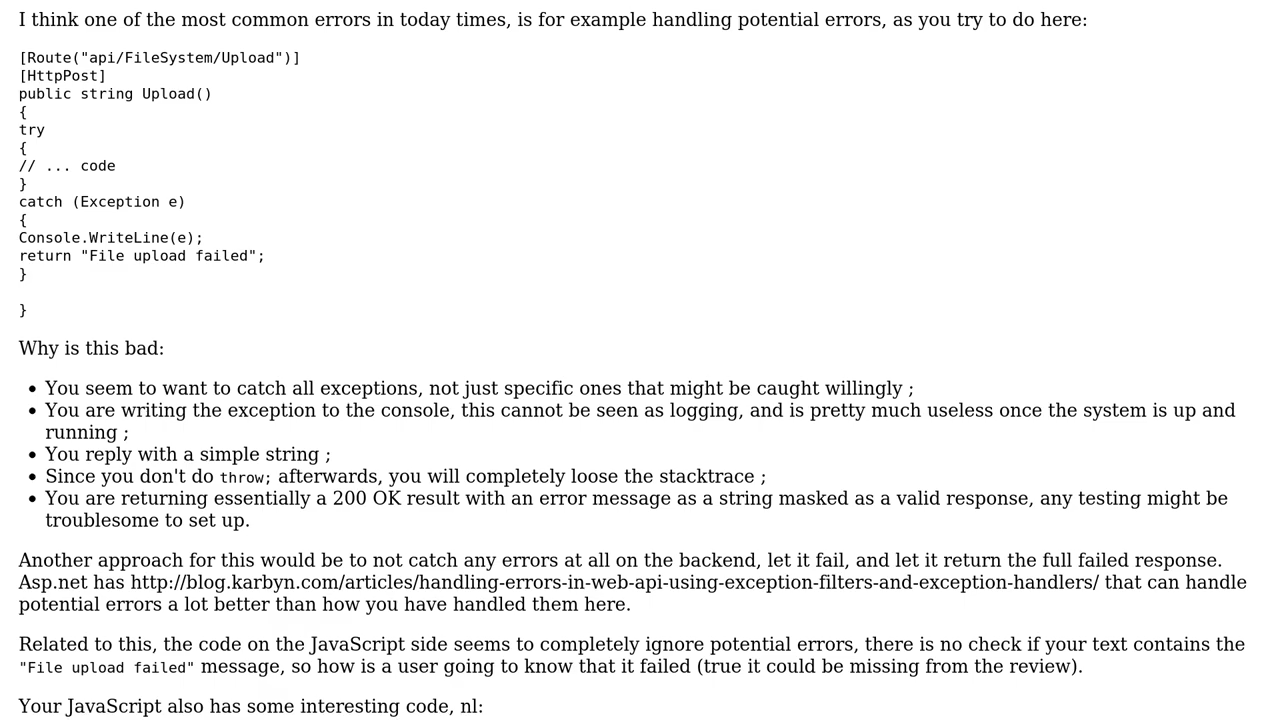 I think one of the most common errors in today times, is for example handling potential errors, as you try to do here:
[Route("api/FileSystem/Upload")]
[HttpPost]
public string Upload()
{
try
{
// ... code
}
catch (Exception e)
{
Console.WriteLine(e);
return "File upload failed";
}
}
Why is this bad:
• You seem to want to catch all exceptions, not just specific ones that might be caught willingly ;
• You are writing the exception to the console, this cannot be seen as logging, and is pretty much useless once the system is up and
running ;
• You reply with a simple string ;
• Since you don't do throw; afterwards, you will completely loose the stacktrace ;
• You are returning essentially a 200 OK result with an error message as a string masked as a valid response, any testing might be
troublesome to set up.
Another approach for this would be to not catch any errors at all on the backend, let it fail, and let it return the full failed response.
Asp.net has http://blog.karbyn.com/articles/handling-errors-in-web-api-using-exception-filters-and-exception-handlers/ that can handle
potential errors a lot better than how you have handled them here.
Related to this, the code on the JavaScript side seems to completely ignore potential errors, there is no check if your text contains the
"File upload failed" message, so how is a user going to know that it failed (true it could be missing from the review).
Your JavaScript also has some interesting code, nl: